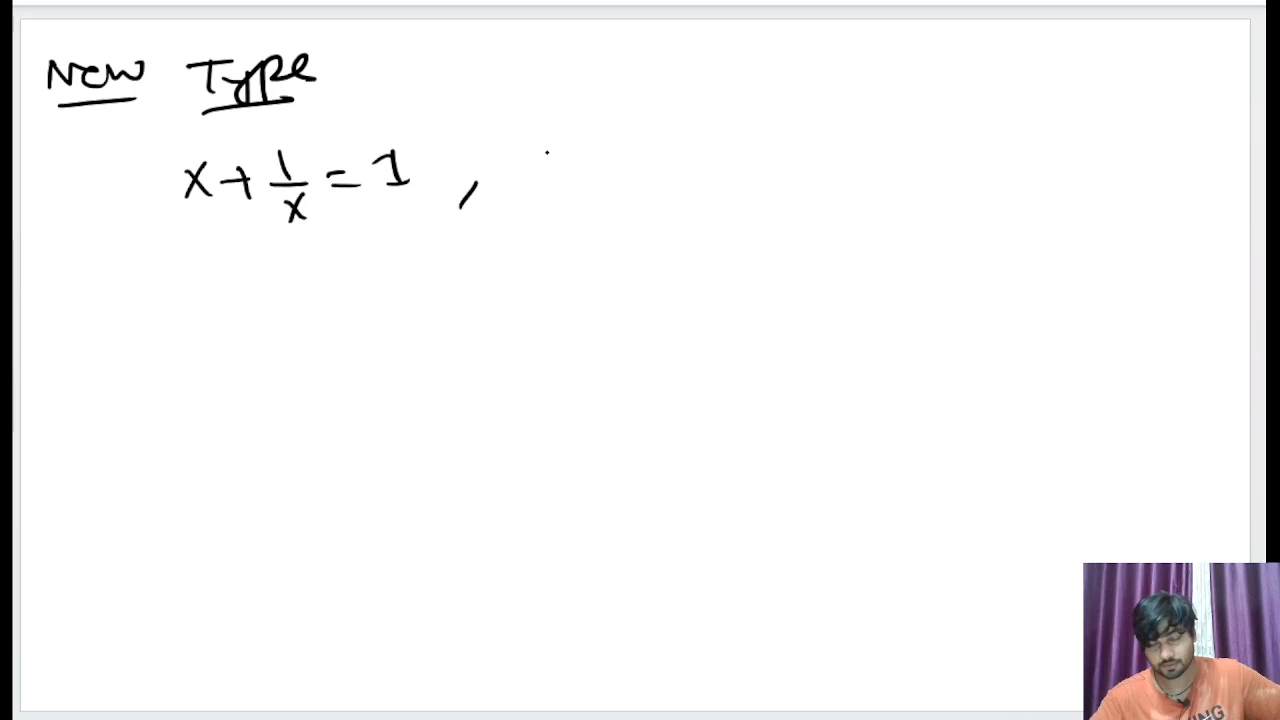 New Type
x + 1/x = 1 ,